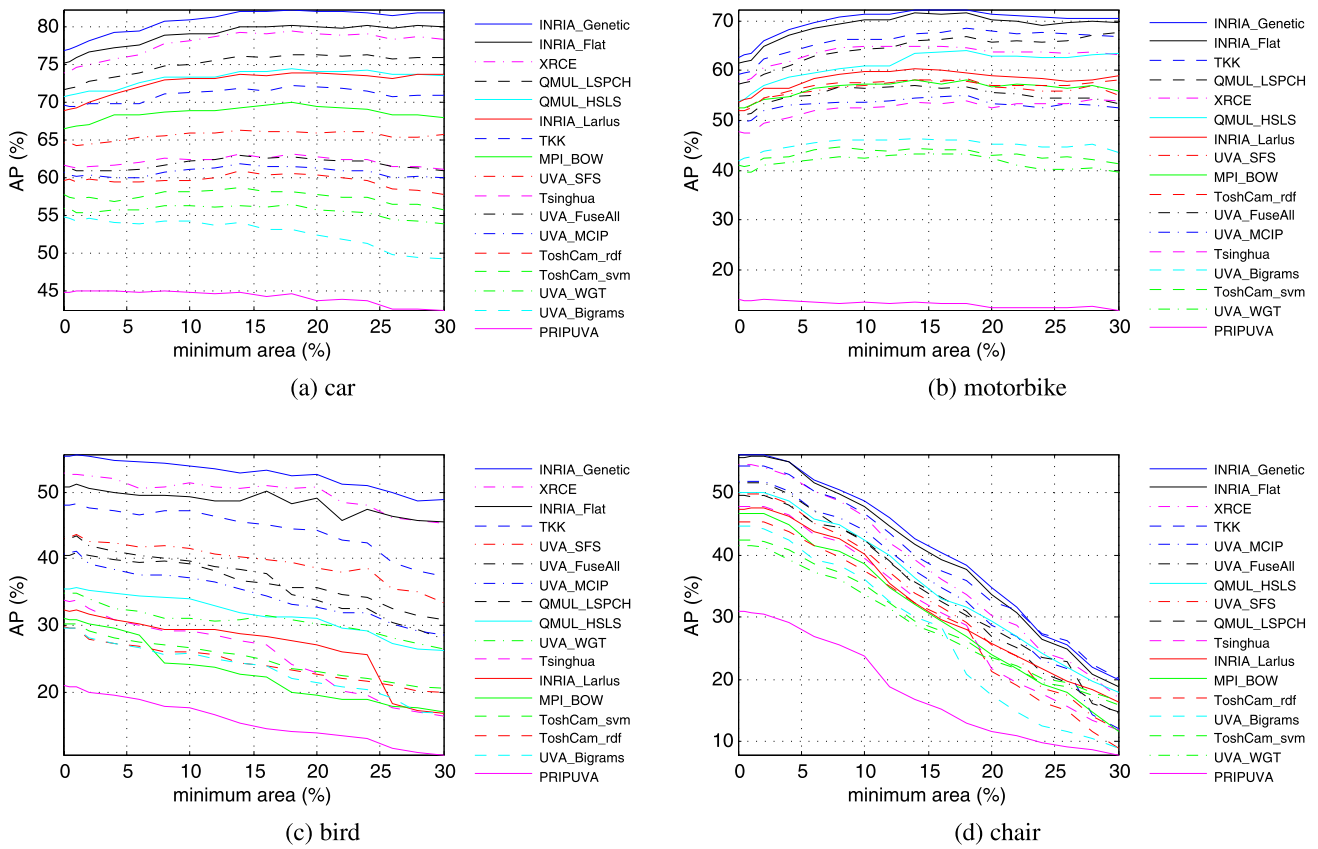 80
75
70
65
60
55
50
45
AP (%)
0 5 10 15 20 25 30
minimum area (%)
INRIA_Genetic
INRIA_Flat
XRCE
QMUL_LSPCH
QMUL_HSLS
INRIA_Larlus
TKK
MPI_BOW
UVA_SFS
Tsinghua
UVA_FuseAll
UVA_MCIP
ToshCam_rdf
ToshCam_svm
UVA_WGT
UVA_Bigrams
PRIPUVA
(a) car
70
60
50
40
30
20
AP (%)
0 5 10 15 20 25 30
minimum area (%)
INRIA_Genetic
INRIA_Flat
TKK
QMUL_LSPCH
XRCE
QMUL_HSLS
INRIA_Larlus
UVA_SFS
MPI_BOW
ToshCam_rdf
UVA_FuseAll
UVA_MCIP
Tsinghua
UVA_Bigrams
ToshCam_svm
UVA_WGT
PRIPUVA
(b) motorbike
50
40
30
20
AP (%)
0 5 10 15 20 25 30
minimum area (%)
INRIA_Genetic
XRCE
INRIA_Flat
TKK
UVA_SFS
UVA_FuseAll
UVA_MCIP
QMUL_LSPCH
QMUL_HSLS
UVA_WGT
Tsinghua
INRIA_Larlus
MPI_BOW
ToshCam_svm
ToshCam_rdf
UVA_Bigrams
PRIPUVA
(c) bird
50
40
30
20
10
AP (%)
0 5 10 15 20 25 30
minimum area (%)
INRIA_Genetic
INRIA_Flat
XRCE
TKK
UVA_MCIP
UVA_FuseAll
QMUL_HSLS
UVA_SFS
QMUL_LSPCH
Tsinghua
INRIA_Larlus
MPI_BOW
ToshCam_rdf
UVA_Bigrams
ToshCam_svm
UVA_WGT
PRIPUVA
(d) chair